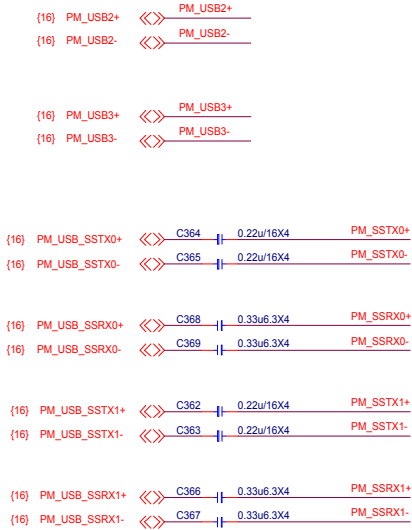 {16} PM_USB2+ PM_USB2+
{16} PM_USB2- PM_USB2-
{16} PM_USB3+ PM_USB3+
{16} PM_USB3- PM_USB3-
{16} PM_USB_SSTX0+ C364 0.22u/16X4 PM_SSTX0+
{16} PM_USB_SSTX0- C365 0.22u/16X4 PM_SSTX0-
{16} PM_USB_SSRX0+ C368 0.33u6.3X4 PM_SSRX0+
{16} PM_USB_SSRX0- C369 0.33u6.3X4 PM_SSRX0-
{16} PM_USB_SSTX1+ C362 0.22u/16X4 PM_SSTX1+
{16} PM_USB_SSTX1- C363 0.22u/16X4 PM_SSTX1-
{16} PM_USB_SSRX1+ C366 0.33u6.3X4 PM_SSRX1+
{16} PM_USB_SSRX1- C367 0.33u6.3X4 PM_SSRX1-